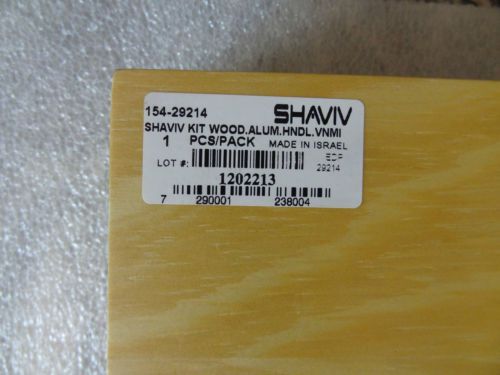 154-29214 SHAVIV
SHAVIV KIT WOOD.ALUM.HNDL.VNMI
1 PCS/PACK MADE IN ISRAEL
LOT #: EDP
29214
1202213
7 290001 238004